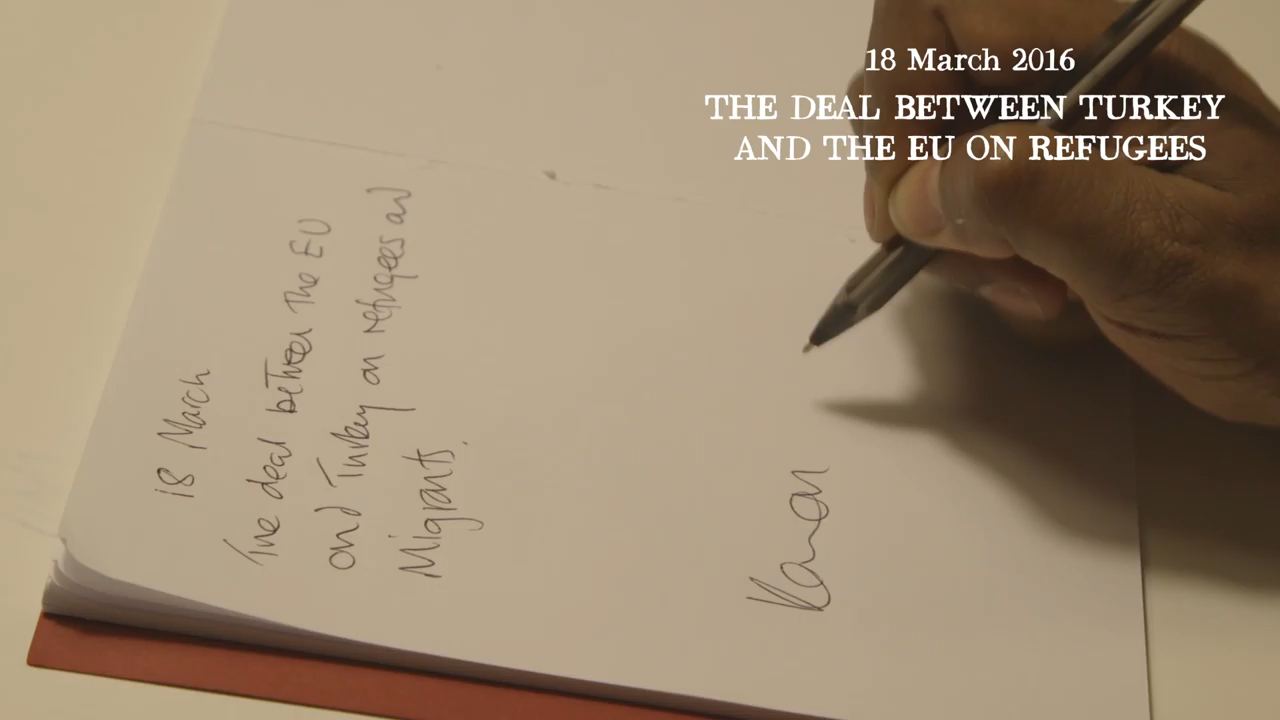 18 March 2016
THE DEAL BETWEEN TURKEY
AND THE EU ON REFUGEES
18 March
The deal between the EU
and Turkey on refugees an
Migrants.